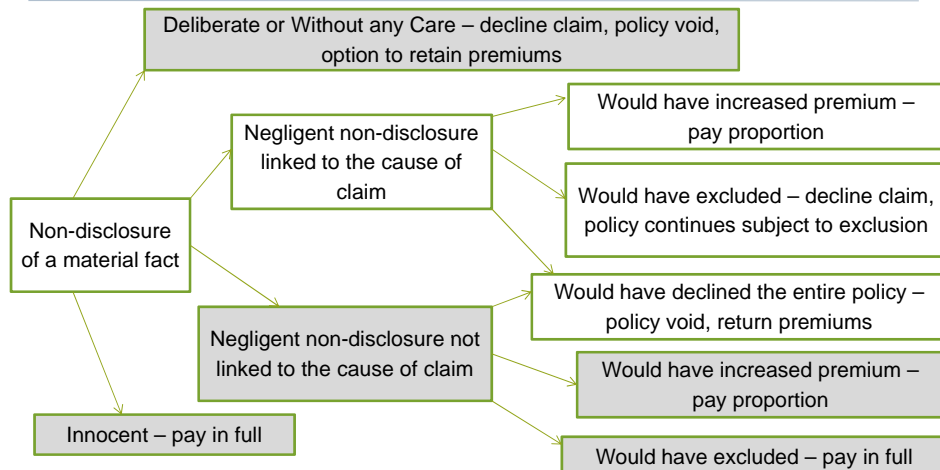 Deliberate or Without any Care – decline claim, policy void,
option to retain premiums
Would have increased premium –
pay proportion
Negligent non-disclosure
linked to the cause of
claim
Would have excluded – decline claim,
policy continues subject to exclusion
Non-disclosure
of a material fact
Would have declined the entire policy –
policy void, return premiums
Negligent non-disclosure not
linked to the cause of claim
Would have increased premium –
pay proportion
Innocent – pay in full
Would have excluded – pay in full